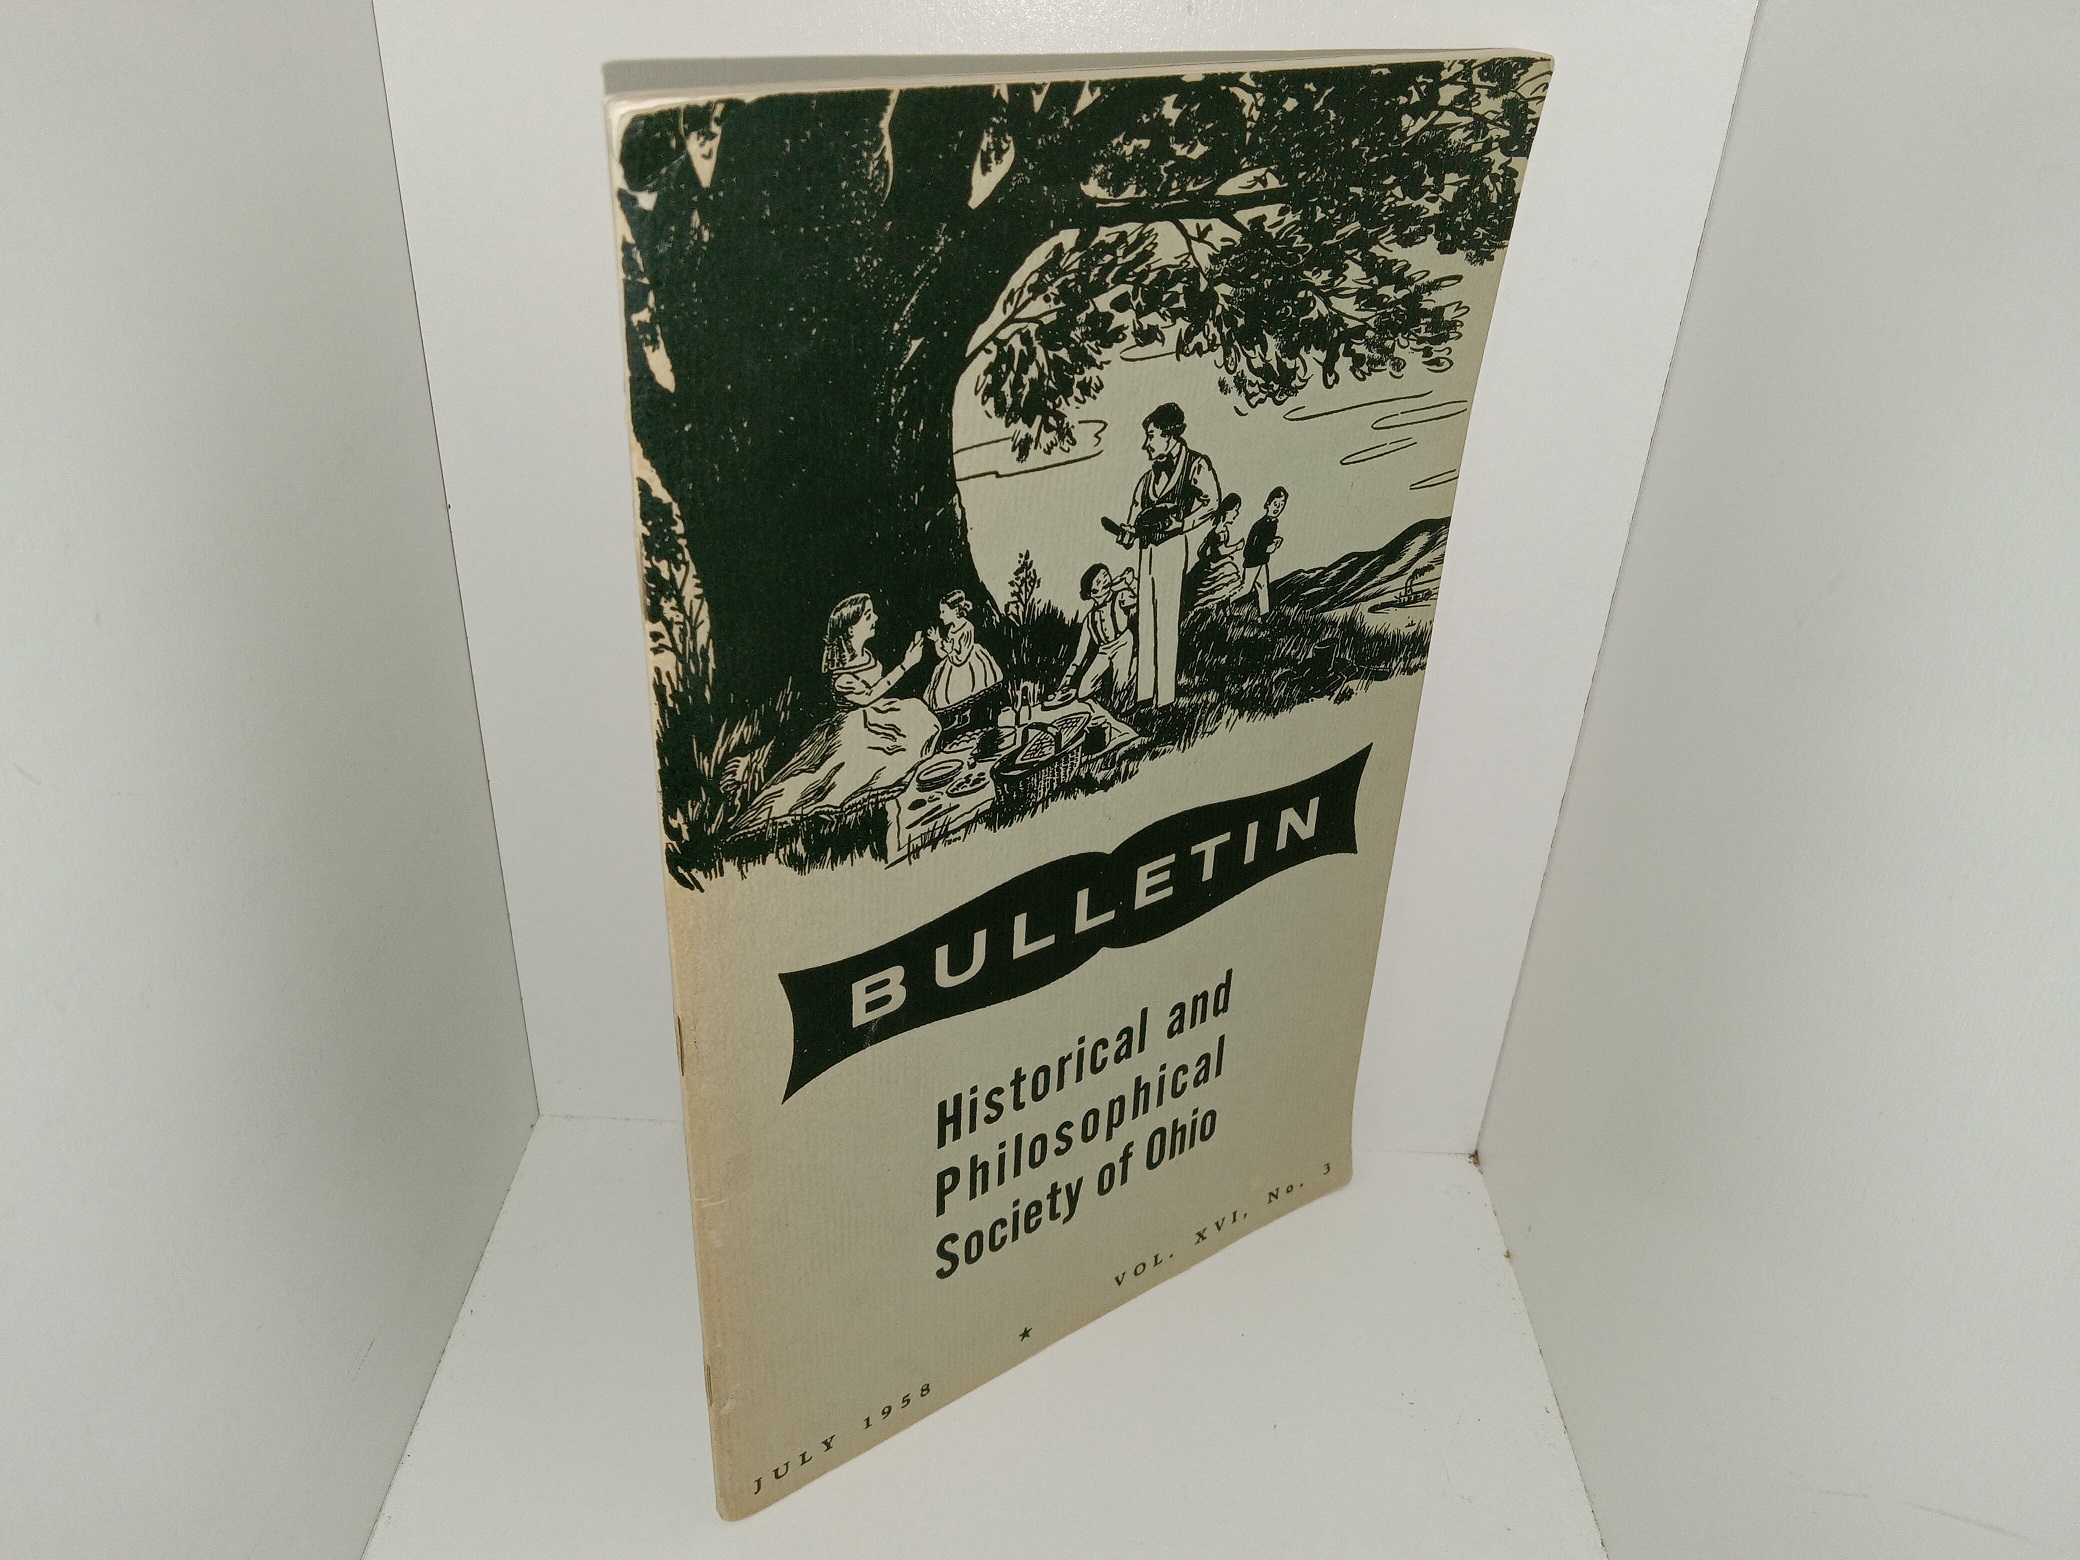 BULLETIN
Historical and
Philosophical
Society of Ohio
JULY 1958 ★ VOL. XVI, No. 3